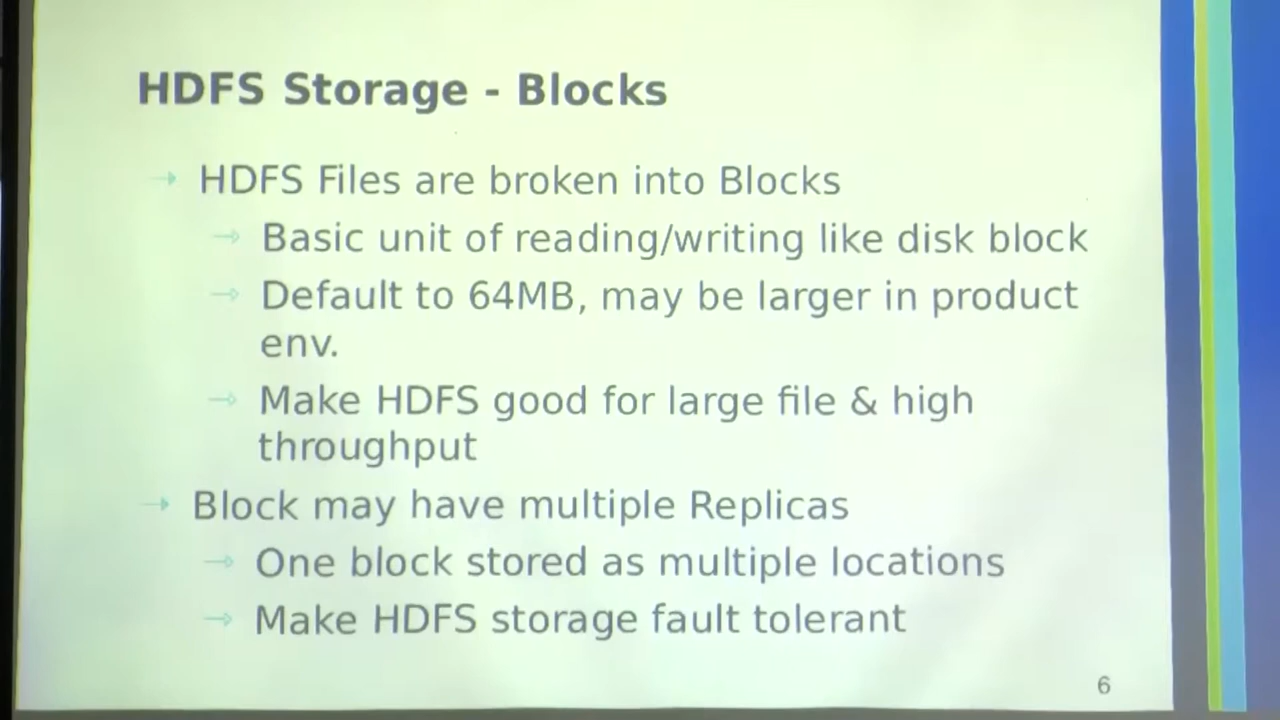 HDFS Storage - Blocks
HDFS Files are broken into Blocks
Basic unit of reading/writing like disk block
Default to 64MB, may be larger in product
env.
Make HDFS good for large file & high
throughput
Block may have multiple Replicas
One block stored as multiple locations
Make HDFS storage fault tolerant
6